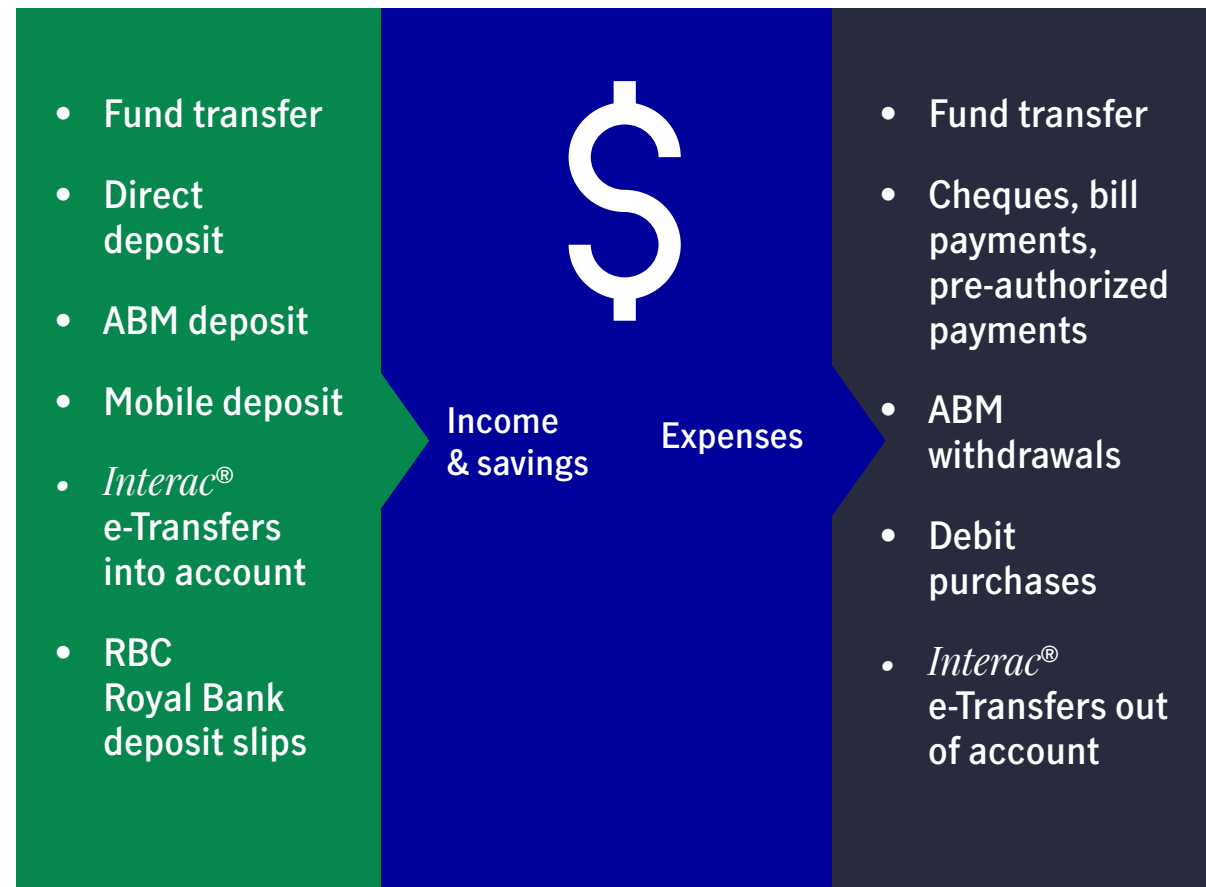 • Fund transfer
• Direct
deposit
• ABM deposit
• Mobile deposit
• Interac®
e-Transfers
into account
• RBC
Royal Bank
deposit slips
$
Income
& savings
Expenses
• Fund transfer
• Cheques, bill
payments,
pre-authorized
payments
• ABM
withdrawals
• Debit
purchases
• Interac®
e-Transfers out
of account